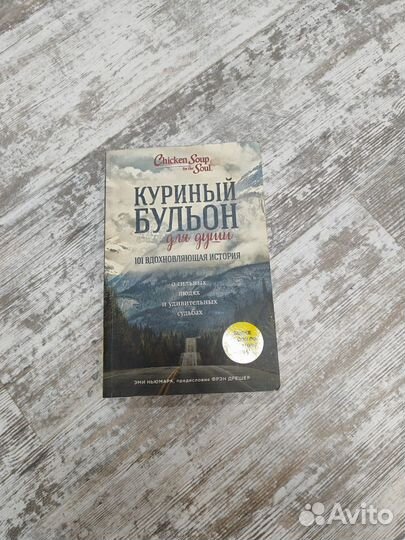 Chicken Soup
for the Soul
КУРИНЫЙ
БУЛЬОН
для души
101 ВДОХНОВЛЯЮЩАЯ ИСТОРИЯ
о сильных
людях
и удивительных
судьбах
ЭМИ НЬЮМАРК, предисловие ФРЭН ДРЕШЕР
Avito